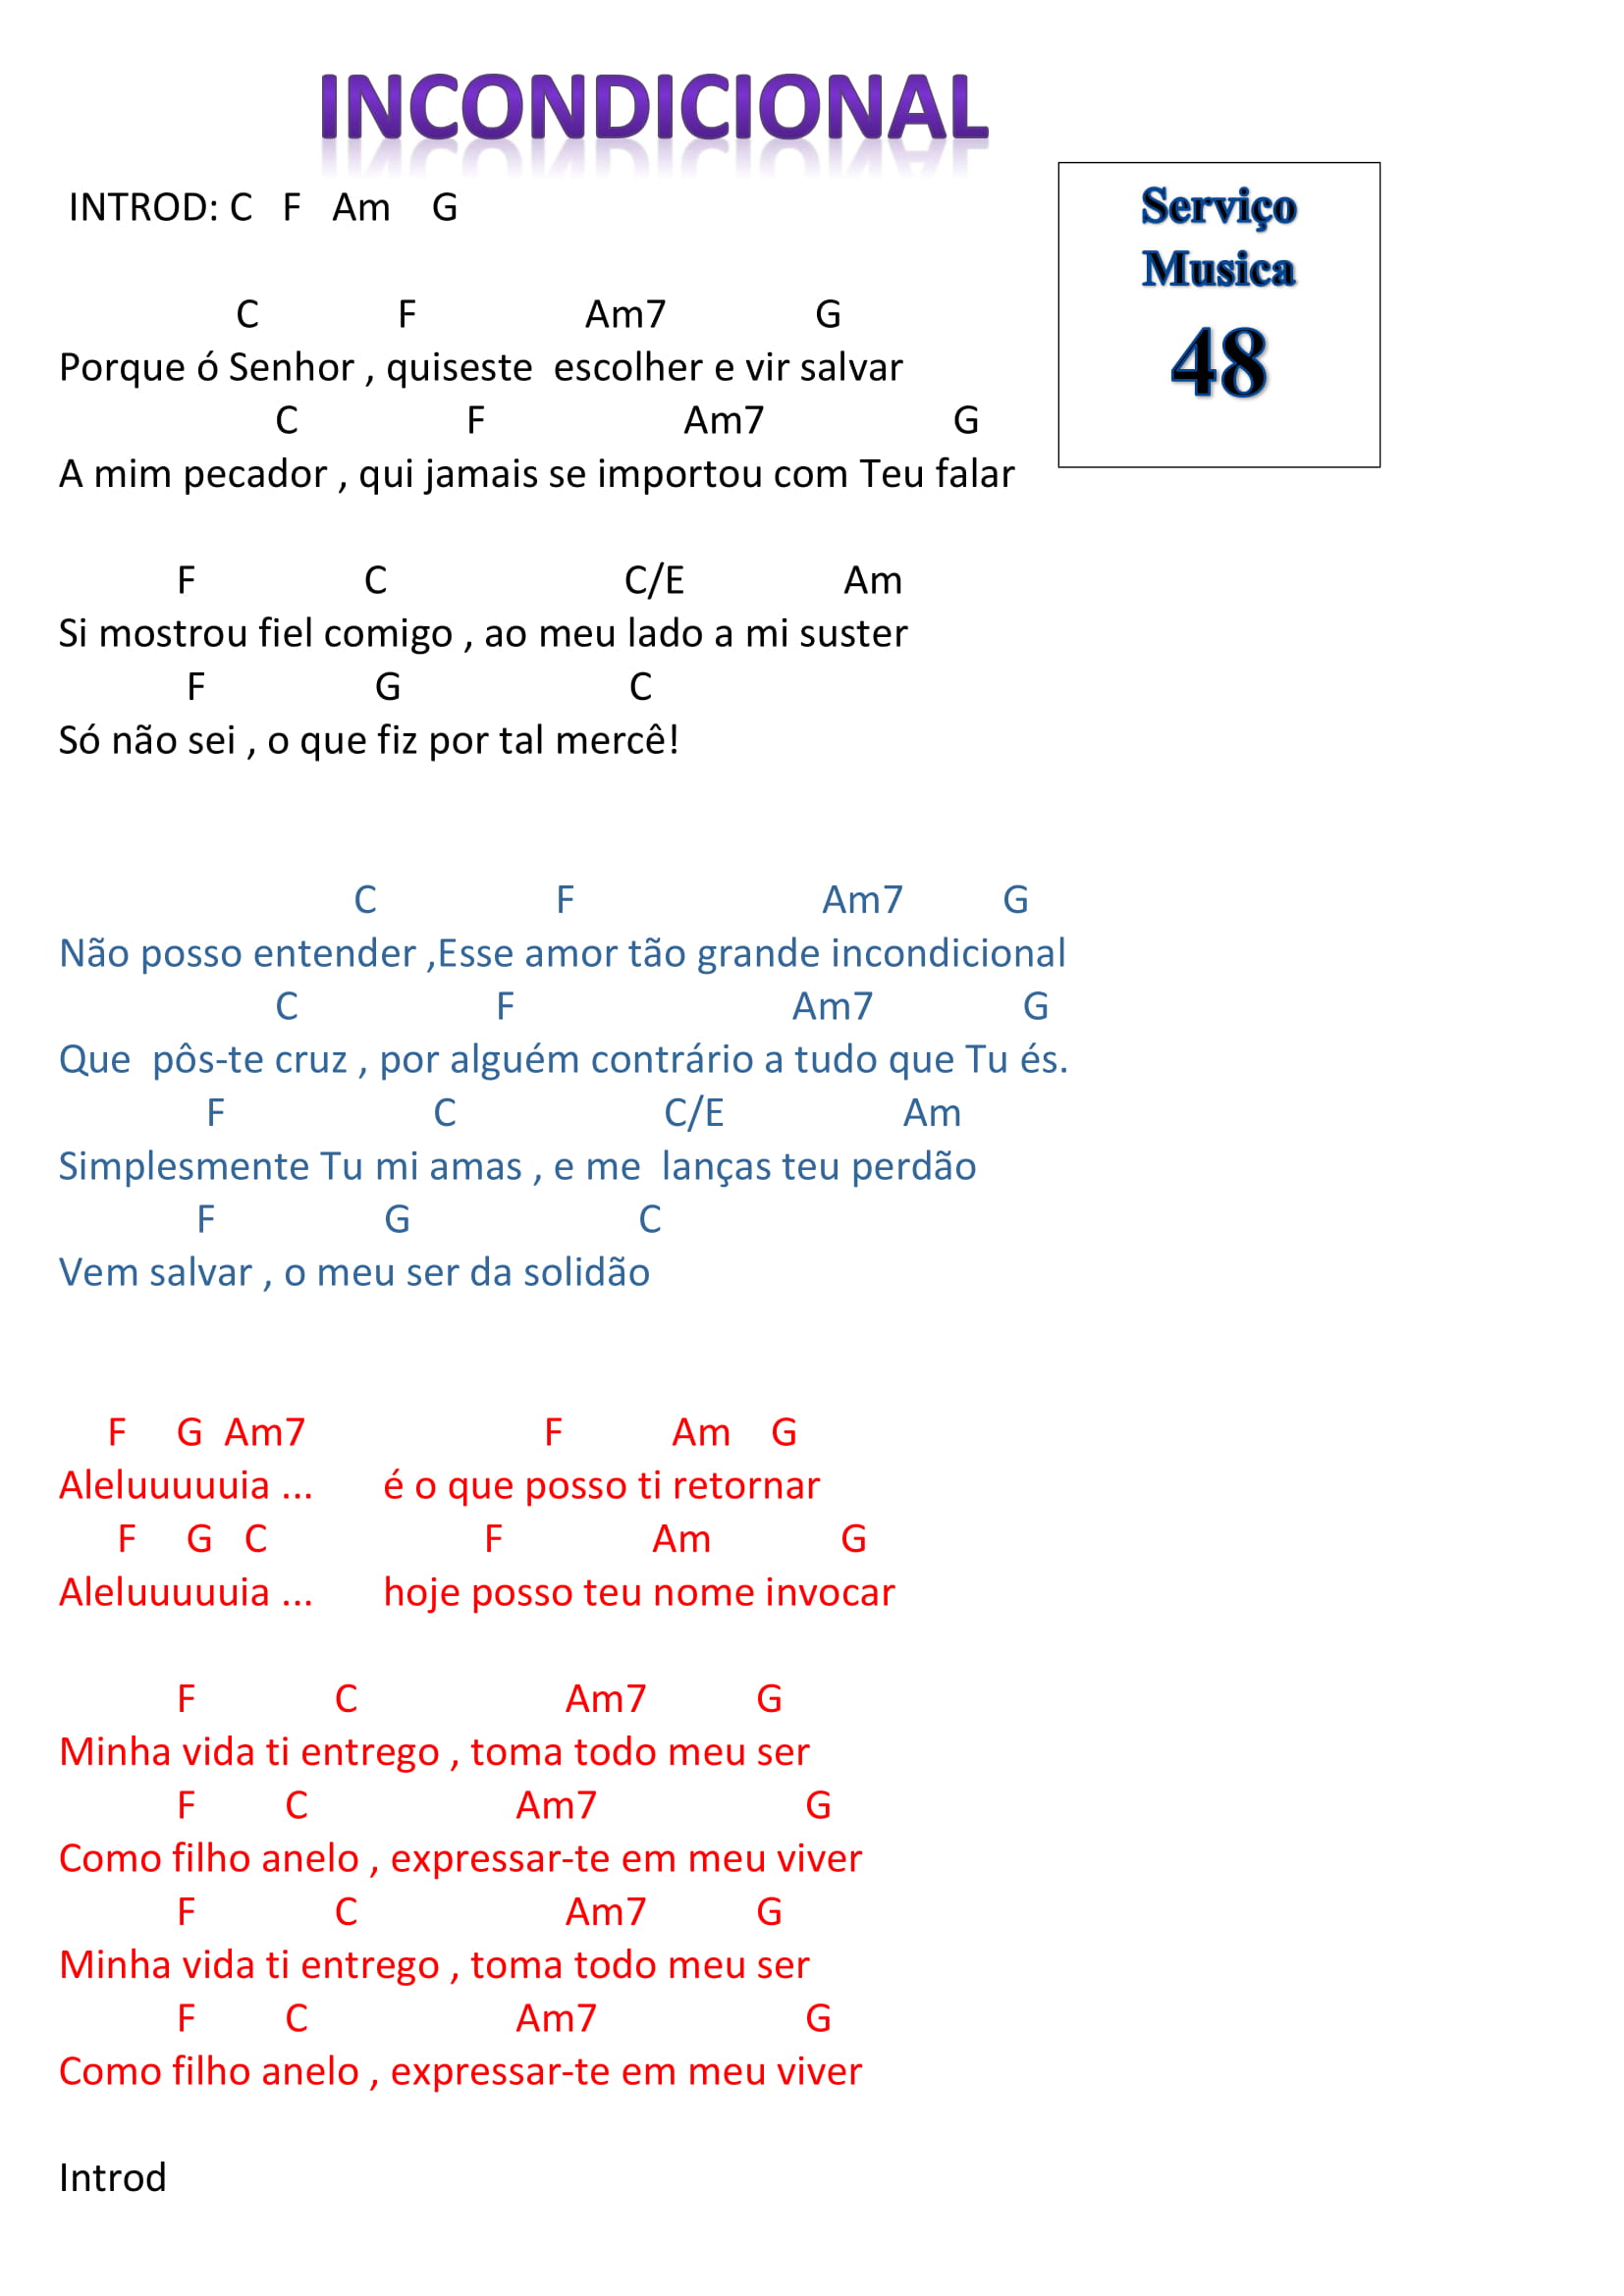 INCONDICIONAL
INTROD: C F Am G
Serviço
Musica
48
C F Am7 G
Porque ó Senhor , quiseste escolher e vir salvar
C F Am7 G
A mim pecador , qui jamais se importou com Teu falar
F C C/E Am
Si mostrou fiel comigo , ao meu lado a mi suster
F G C
Só não sei , o que fiz por tal mercê!
C F Am7 G
Não posso entender ,Esse amor tão grande incondicional
C F Am7 G
Que pôs-te cruz , por alguém contrário a tudo que Tu és.
F C C/E Am
Simplesmente Tu mi amas , e me lanças teu perdão
F G C
Vem salvar , o meu ser da solidão
F G Am7 F Am G
Aleluuuuuia ... é o que posso ti retornar
F G C F Am G
Aleluuuuuia ... hoje posso teu nome invocar
F C Am7 G
Minha vida ti entrego , toma todo meu ser
F C Am7 G
Como filho anelo , expressar-te em meu viver
F C Am7 G
Minha vida ti entrego , toma todo meu ser
F C Am7 G
Como filho anelo , expressar-te em meu viver
Introd